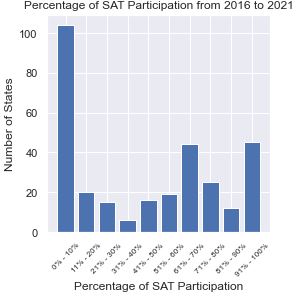 Percentage of SAT Participation from 2016 to 2021
Number of States
100
80
60
40
20
0
0% - 10%
11% - 20%
21% - 30%
31% - 40%
41% - 50%
51% - 60%
61% - 70%
71% - 80%
81% - 90%
91% - 100%
Percentage of SAT Participation